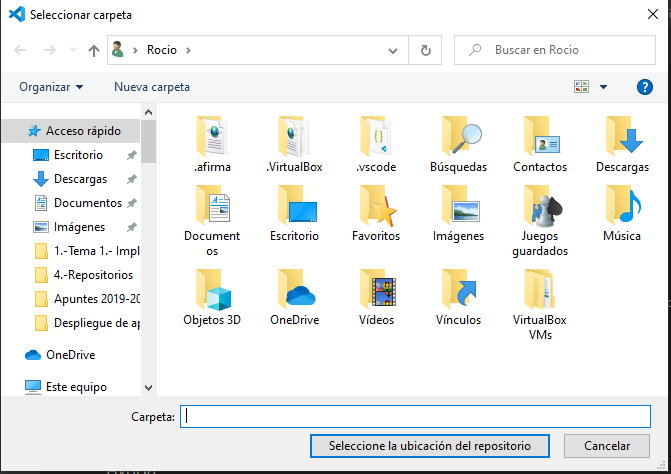 Seleccionar carpeta
Rocio
Buscar en Rocio
Organizar
Nueva carpeta
Acceso rápido
Escritorio
Descargas
Documentos
Imágenes
1.-Tema 1.- Impl
4.-Repositorios
Apuntes 2019-20
Despliegue de ap
OneDrive
Este equipo
.afirma
.VirtualBox
.vscode
Búsquedas
Contactos
Descargas
Document
os
Escritorio
Favoritos
Imágenes
Juegos
guardados
Música
Objetos 3D
OneDrive
Vídeos
Vínculos
VirtualBox
VMs
Carpeta:
Seleccione la ubicación del repositorio
Cancelar